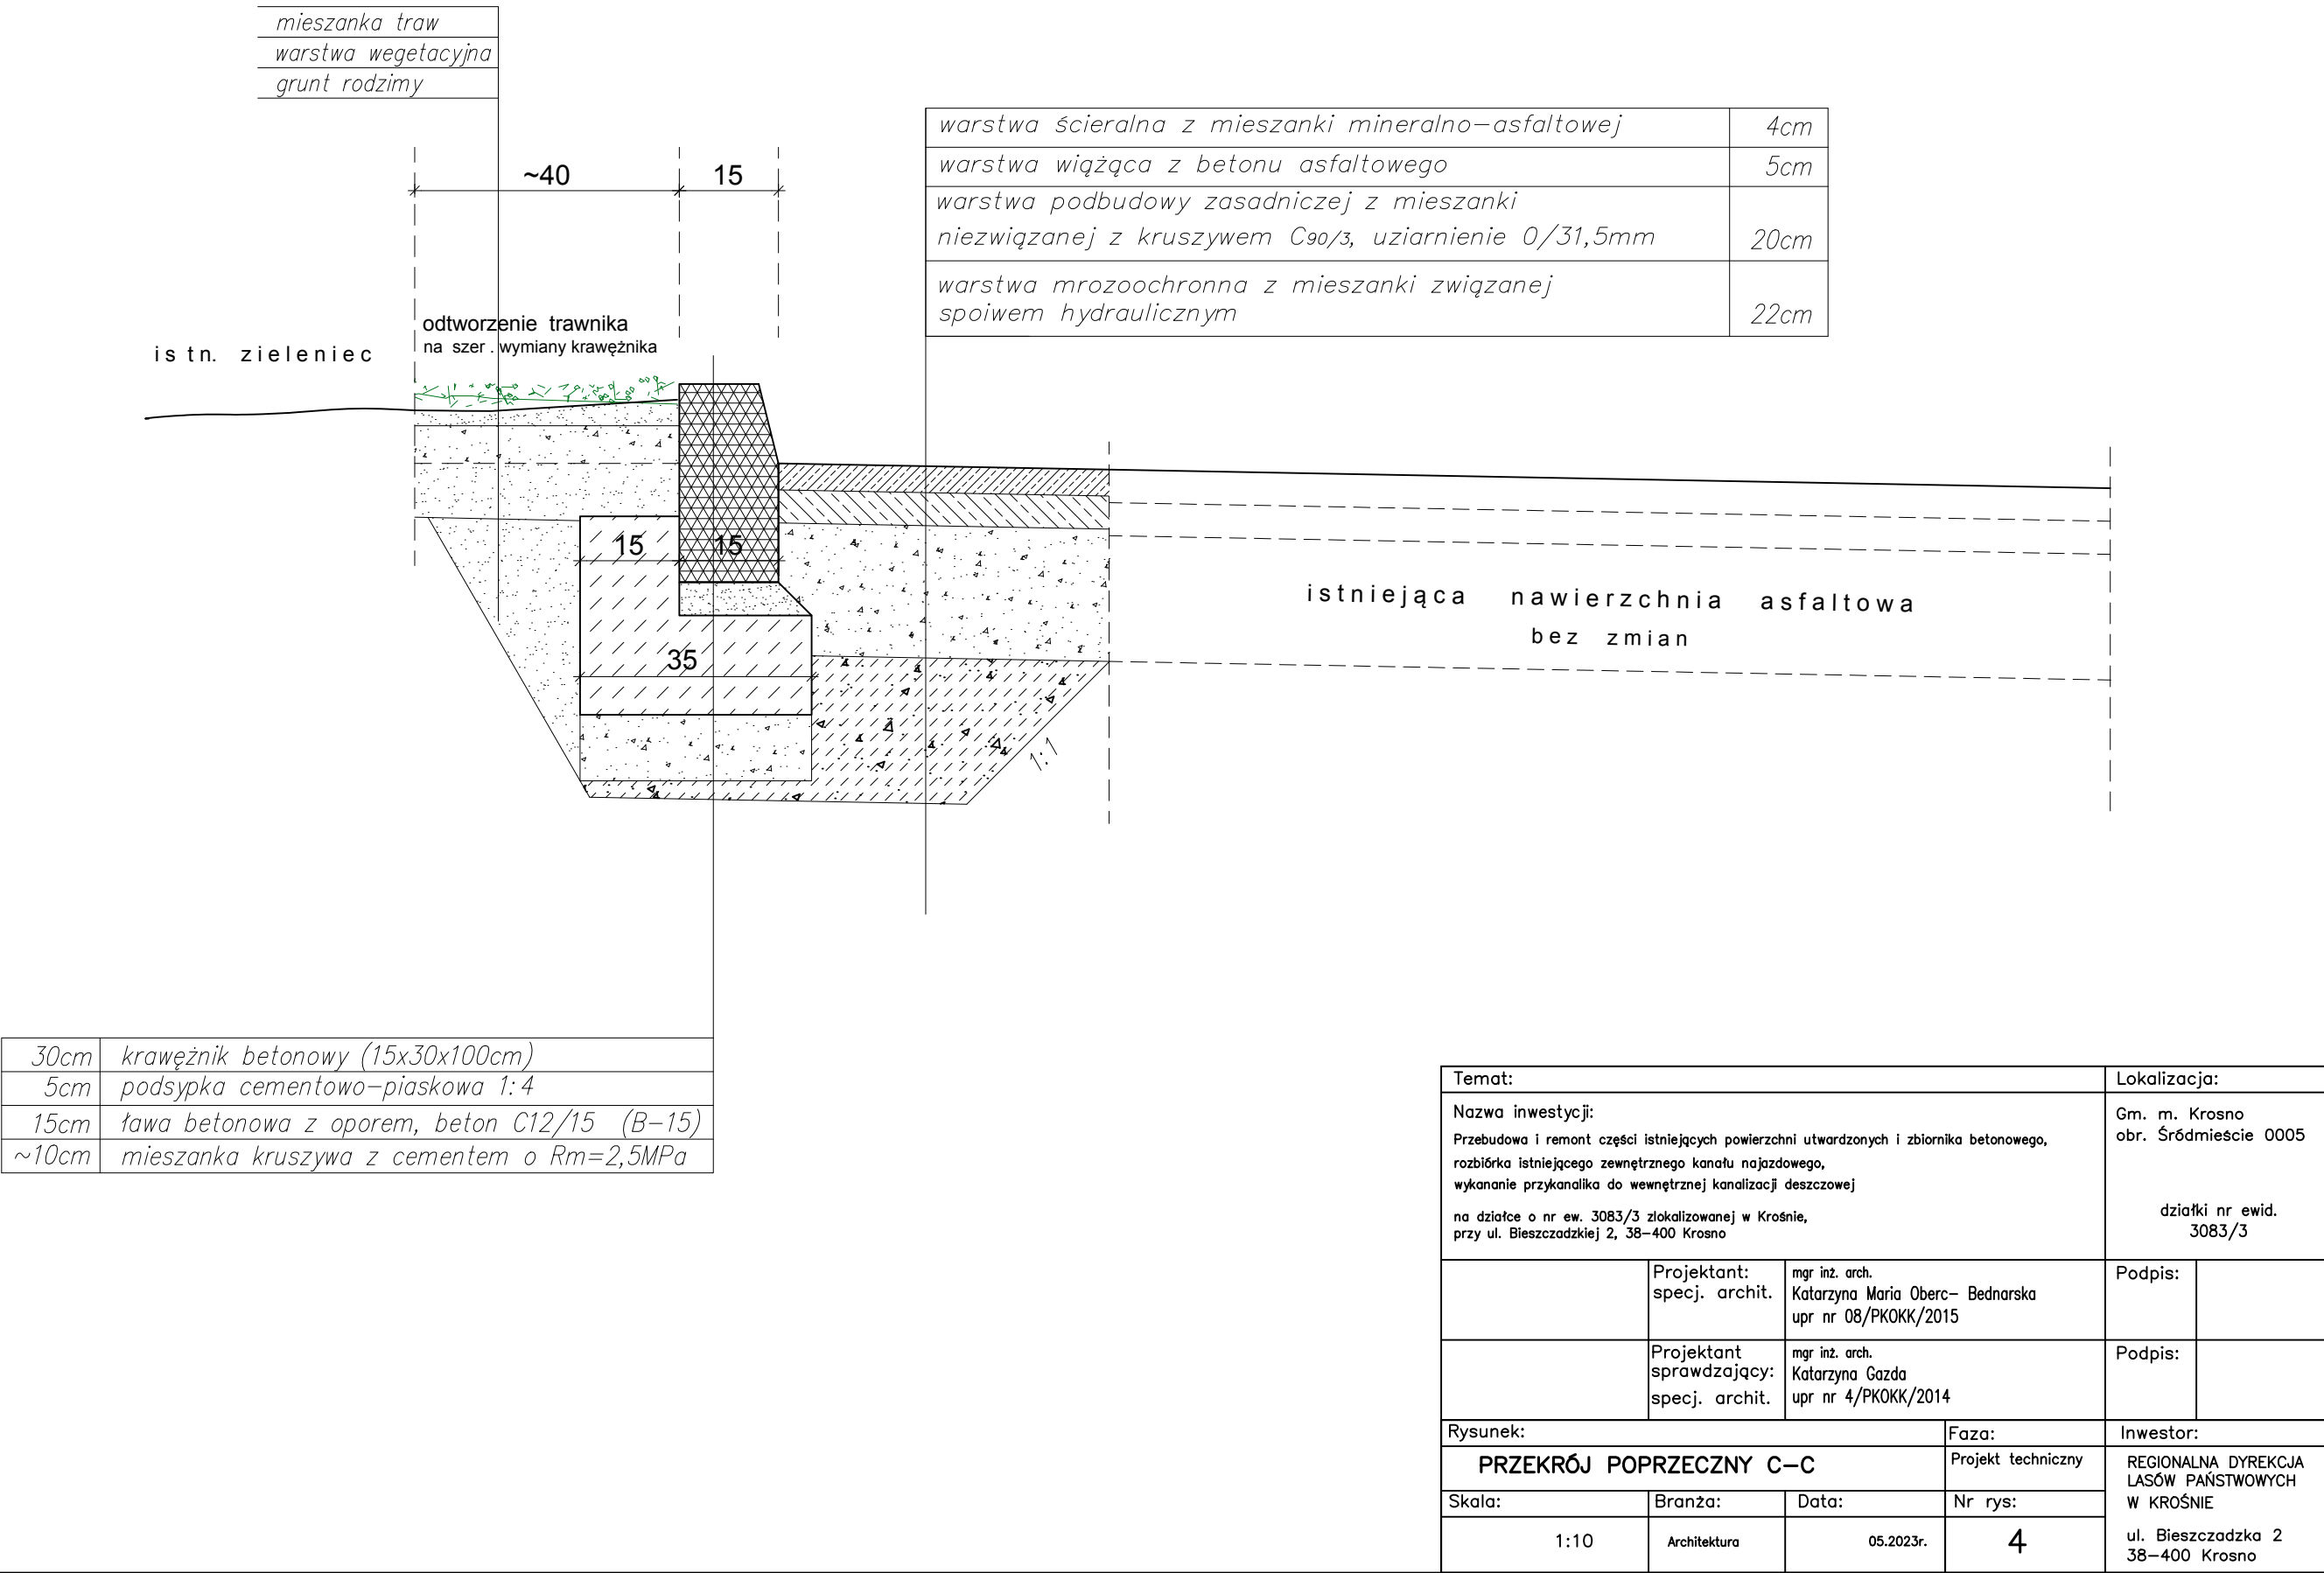 mieszanka traw
warstwa wegetacyjna
grunt rodzimy
warstwa ścieralna z mieszanki mineralno-asfaltowej 4cm
warstwa wiążąca z betonu asfaltowego 5cm
warstwa podbudowy zasadniczej z mieszanki
niezwiązanej z kruszywem C90/3, uziarnienie 0/31,5mm 20cm
warstwa mrozoochronna z mieszanki związanej
spoiwem hydraulicznym 22cm
~40 15
odtworzenie trawnika
na szer. wymiany krawężnika
istn. zieleniec
15 15
35
1:1
istniejąca nawierzchnia asfaltowa
bez zmian
30cm krawężnik betonowy (15x30x100cm)
5cm podsypka cementowo-piaskowa 1:4
15cm ława betonowa z oporem, beton C12/15 (B-15)
~10cm mieszanka kruszywa z cementem o Rm=2,5MPa
Temat:
Nazwa inwestycji:
Przebudowa i remont części istniejących powierzchni utwardzonych i zbiornika betonowego,
rozbiórka istniejącego zewnętrznego kanału najazdowego,
wykananie przykanalika do wewnętrznej kanalizacji deszczowej
na działce o nr ew. 3083/3 zlokalizowanej w Krośnie,
przy ul. Bieszczadzkiej 2, 38-400 Krosno
Lokalizacja:
Gm. m. Krosno
obr. Śródmieście 0005
działki nr ewid.
3083/3
Projektant:
specj. archit.
mgr inż. arch.
Katarzyna Maria Oberc- Bednarska
upr nr 08/PKOKK/2015
Podpis:
Projektant
sprawdzający:
specj. archit.
mgr inż. arch.
Katarzyna Gazda
upr nr 4/PKOKK/2014
Podpis:
Rysunek:
PRZEKRÓJ POPRZECZNY C-C
Faza:
Projekt techniczny
Inwestor:
REGIONALNA DYREKCJA
LASÓW PAŃSTWOWYCH
W KROŚNIE
ul. Bieszczadzka 2
38-400 Krosno
Skala:
1:10
Branża:
Architektura
Data:
05.2023r.
Nr rys:
4